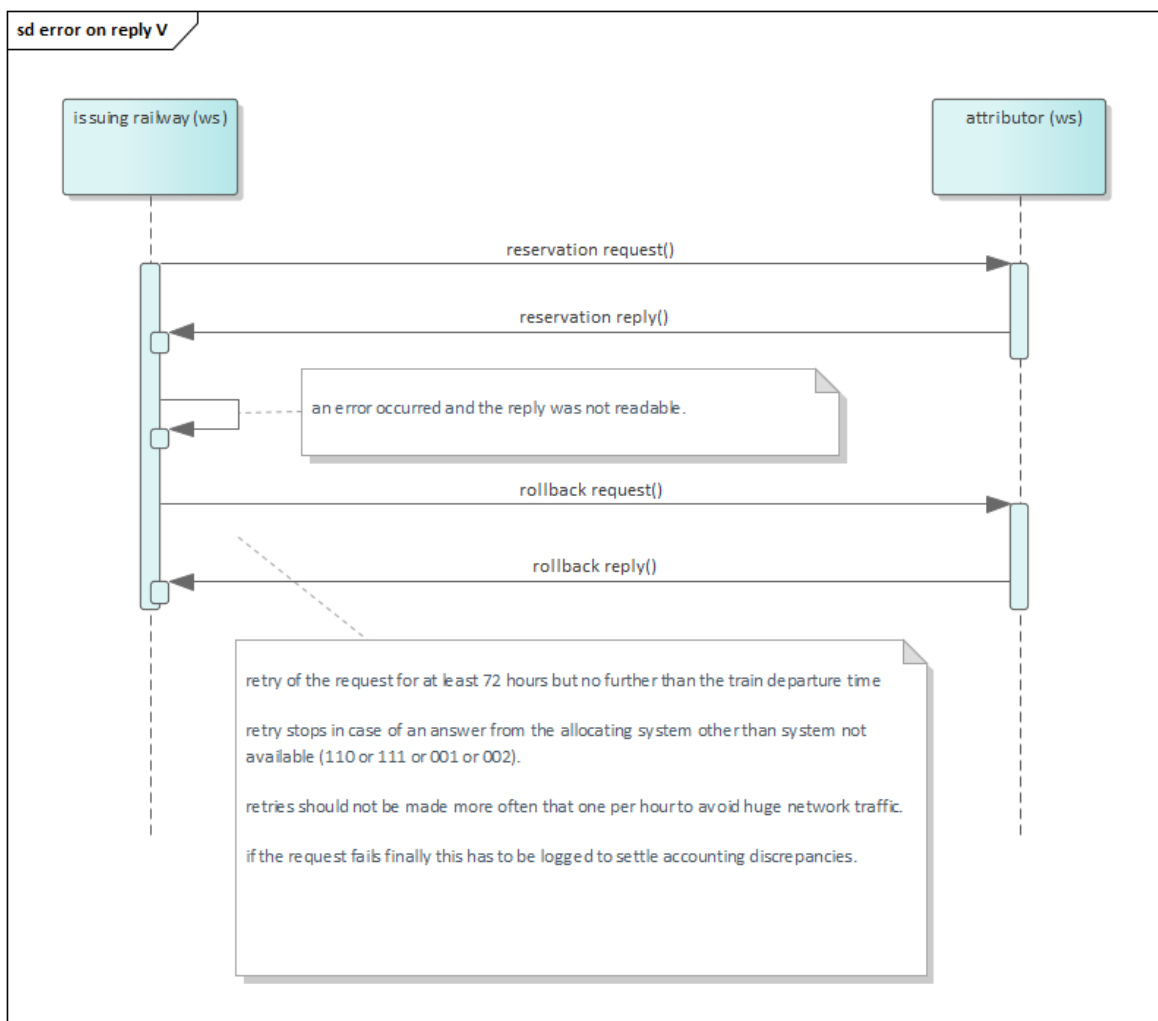 sd error on reply V
issuing railway (ws)
attributor (ws)
reservation request()
reservation reply()
an error occurred and the reply was not readable.
rollback request()
rollback reply()
retry of the request for at least 72 hours but no further than the train departure time
retry stops in case of an answer from the allocating system other than system not
available (110 or 111 or 001 or 002).
retries should not be made more often that one per hour to avoid huge network traffic.
if the request fails finally this has to be logged to settle accounting discrepancies.